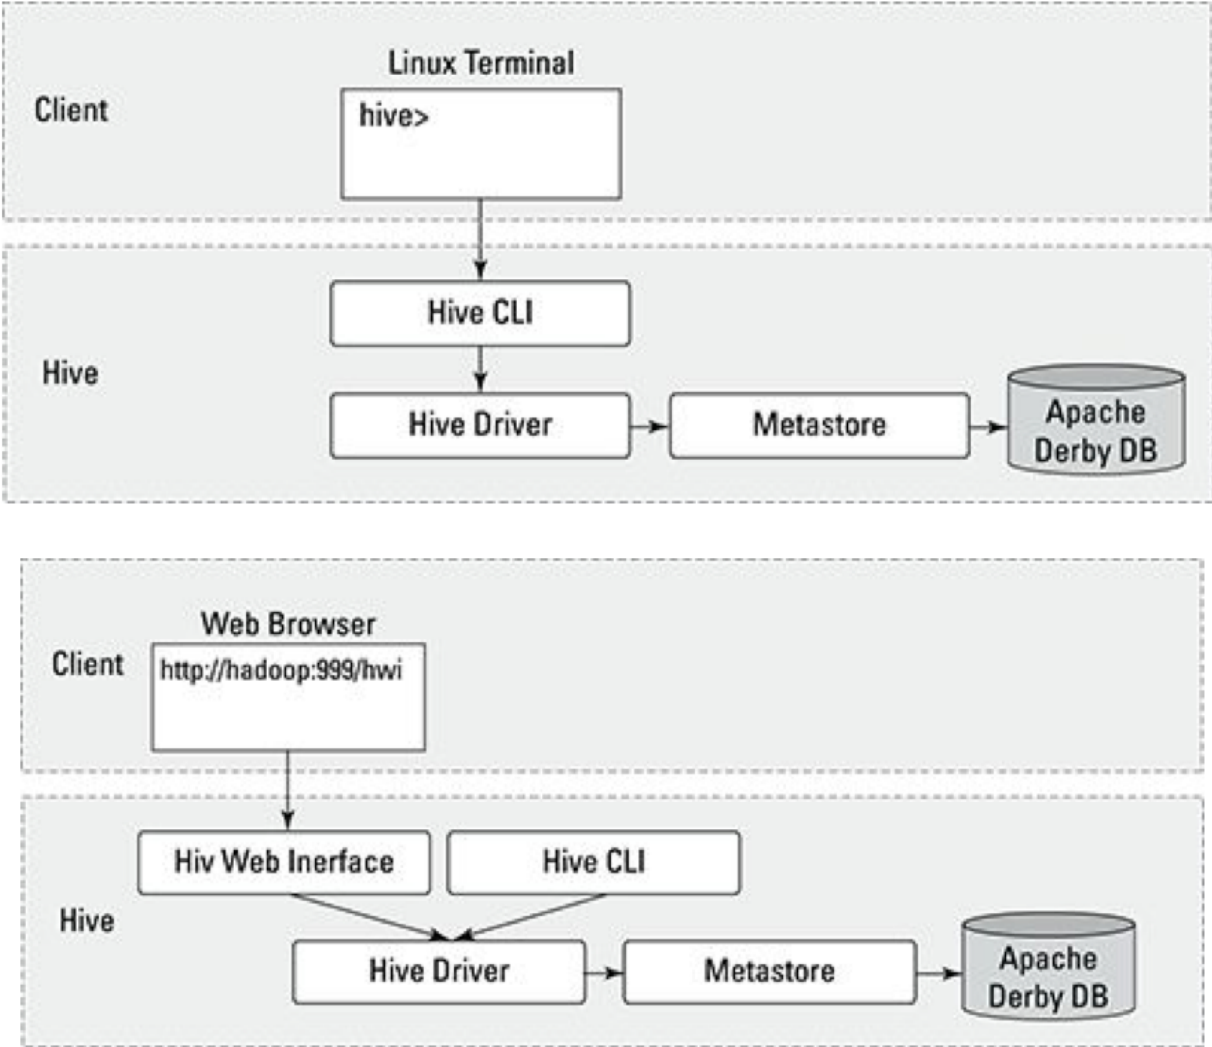 Linux Terminal
Client
hive>
Hive CLI
Hive
Hive Driver
Metastore
Apache
Derby DB
Web Browser
Client
http://hadoop:999/hwi
Hiv Web Inerface
Hive CLI
Hive
Hive Driver
Metastore
Apache
Derby DB